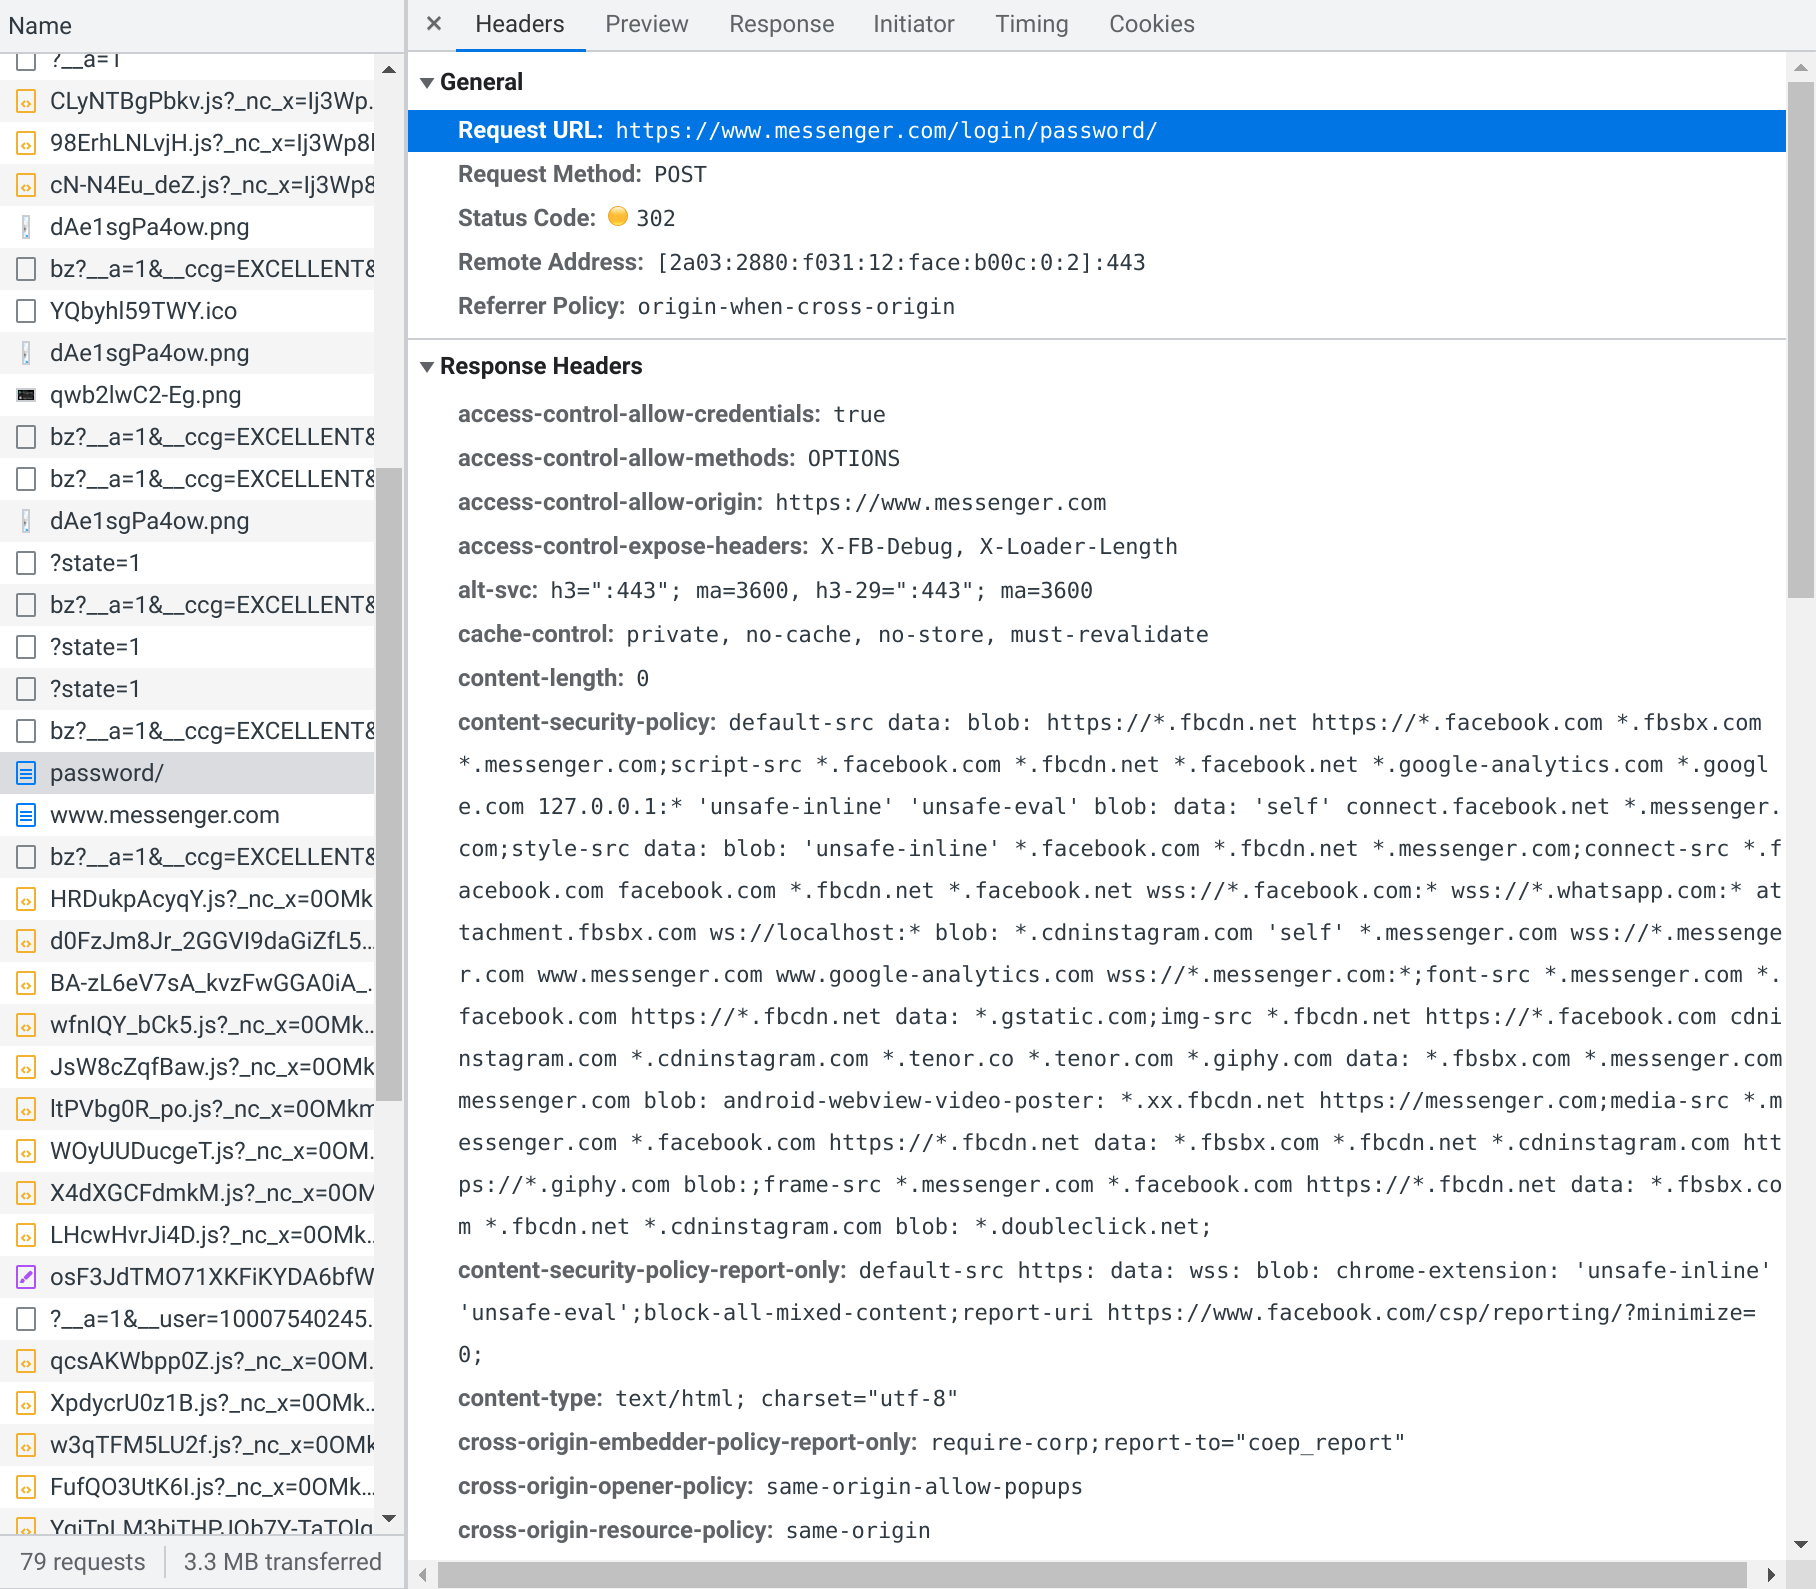 Name
?__a=1
CLyNTBgPbkv.js?_nc_x=Ij3Wp.
98ErhLNLvjH.js?_nc_x=Ij3Wp8
cN-N4Eu_deZ.js?_nc_x=Ij3Wp8
dAe1sgPa4ow.png
bz?__a=1&__ccg=EXCELLENT&
YQbyhl59TWY.ico
dAe1sgPa4ow.png
qwb2lwC2-Eg.png
bz?__a=1&__ccg=EXCELLENT&
bz?__a=1&__ccg=EXCELLENT&
dAe1sgPa4ow.png
?state=1
bz?__a=1&__ccg=EXCELLENT&
?state=1
?state=1
bz?__a=1&__ccg=EXCELLENT&
password/
www.messenger.com
bz?__a=1&__ccg=EXCELLENT&
HRDukpAcyqY.js?_nc_x=0OMk
d0FzJm8Jr_2GGVI9daGiZfL5...
BA-zL6eV7sA_kvzFwGGA0iA_.
wfnIQY_bCk5.js?_nc_x=0OMk..
JsW8cZqfBaw.js?_nc_x=0OMk
ltPVbg0R_po.js?_nc_x=0OMkm
WOyUUDucgeT.js?_nc_x=0OM.
X4dXGCFdmkM.js?_nc_x=0OM
LHcwHvrJi4D.js?_nc_x=0OMk..
osF3JdTMO71XKFiKYDA6bfW
?__a=1&__user=10007540245.
qcsAKWbpp0Z.js?_nc_x=0OM.
XpdycrU0z1B.js?_nc_x=0OMk..
w3qTFM5LU2f.js?_nc_x=0OMk
FufQO3UtK6I.js?_nc_x=0OMk...
79 requests 3.3 MB transferred
× Headers Preview Response Initiator Timing Cookies
General
Request URL: https://www.messenger.com/login/password/
Request Method: POST
Status Code: 302
Remote Address: [2a03:2880:f031:12:face:b00c:0:2]:443
Referrer Policy: origin-when-cross-origin
Response Headers
access-control-allow-credentials: true
access-control-allow-methods: OPTIONS
access-control-allow-origin: https://www.messenger.com
access-control-expose-headers: X-FB-Debug, X-Loader-Length
alt-svc: h3=":443"; ma=3600, h3-29=":443"; ma=3600
cache-control: private, no-cache, no-store, must-revalidate
content-length: 0
content-security-policy: default-src data: blob: https://*.fbcdn.net https://*.facebook.com *.fbsbx.com
*.messenger.com;script-src *.facebook.com *.fbcdn.net *.facebook.net *.google-analytics.com *.googl
e.com 127.0.0.1:* 'unsafe-inline' 'unsafe-eval' blob: data: 'self' connect.facebook.net *.messenger.
com;style-src data: blob: 'unsafe-inline' *.facebook.com *.fbcdn.net *.messenger.com;connect-src *.f
acebook.com facebook.com *.fbcdn.net *.facebook.net wss://*.facebook.com:* wss://*.whatsapp.com:* at
tachment.fbsbx.com ws://localhost:* blob: *.cdninstagram.com 'self' *.messenger.com wss://*.messenge
r.com www.messenger.com www.google-analytics.com wss://*.messenger.com:*;font-src *.messenger.com *.
facebook.com https://*.fbcdn.net data: *.gstatic.com;img-src *.fbcdn.net https://*.facebook.com cdni
nstagram.com *.cdninstagram.com *.tenor.co *.tenor.com *.giphy.com data: *.fbsbx.com *.messenger.com
messenger.com blob: android-webview-video-poster: *.xx.fbcdn.net https://messenger.com;media-src *.m
essenger.com *.facebook.com https://*.fbcdn.net data: *.fbsbx.com *.fbcdn.net *.cdninstagram.com htt
ps://*.giphy.com blob:;frame-src *.messenger.com *.facebook.com https://*.fbcdn.net data: *.fbsbx.co
m *.fbcdn.net *.cdninstagram.com blob: *.doubleclick.net;
content-security-policy-report-only: default-src https: data: wss: blob: chrome-extension: 'unsafe-inline'
'unsafe-eval';block-all-mixed-content;report-uri https://www.facebook.com/csp/reporting/?minimize=
0;
content-type: text/html; charset="utf-8"
cross-origin-embedder-policy-report-only: require-corp;report-to="coep_report"
cross-origin-opener-policy: same-origin-allow-popups
cross-origin-resource-policy: same-origin